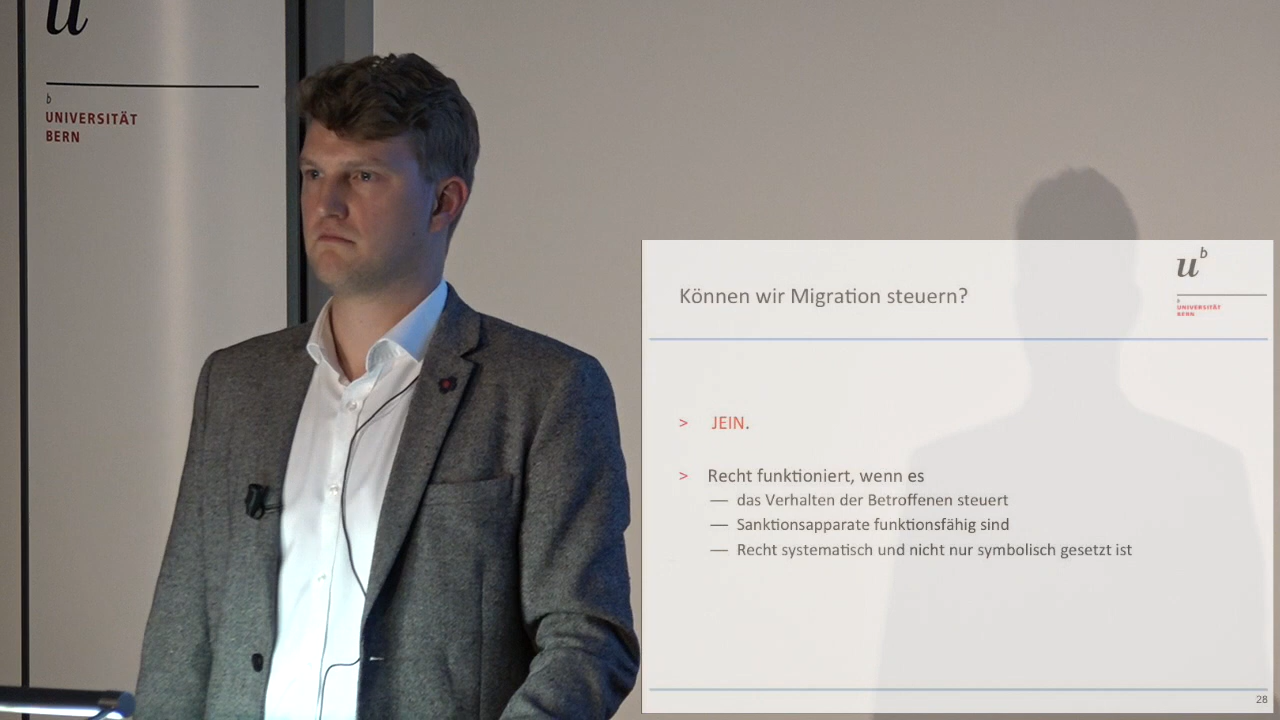 u
b
UNIVERSITÄT
BERN
Können wir Migration steuern?
u b
b
UNIVERSITÄT
BERN
> JEIN.
> Recht funktioniert, wenn es
— das Verhalten der Betroffenen steuert
— Sanktionsapparate funktionsfähig sind
— Recht systematisch und nicht nur symbolisch gesetzt ist
28